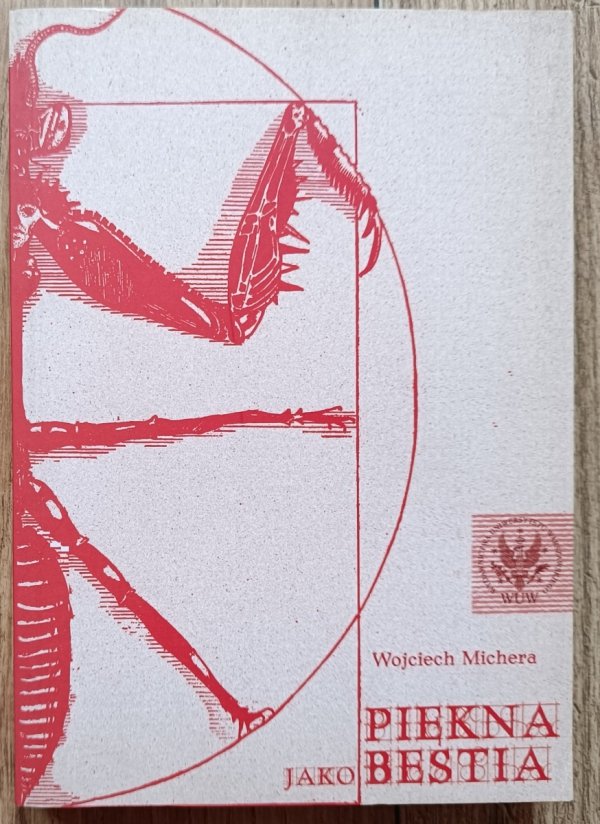 WUW
Wojciech Michera
PIĘKNA
JAKO BESTIA